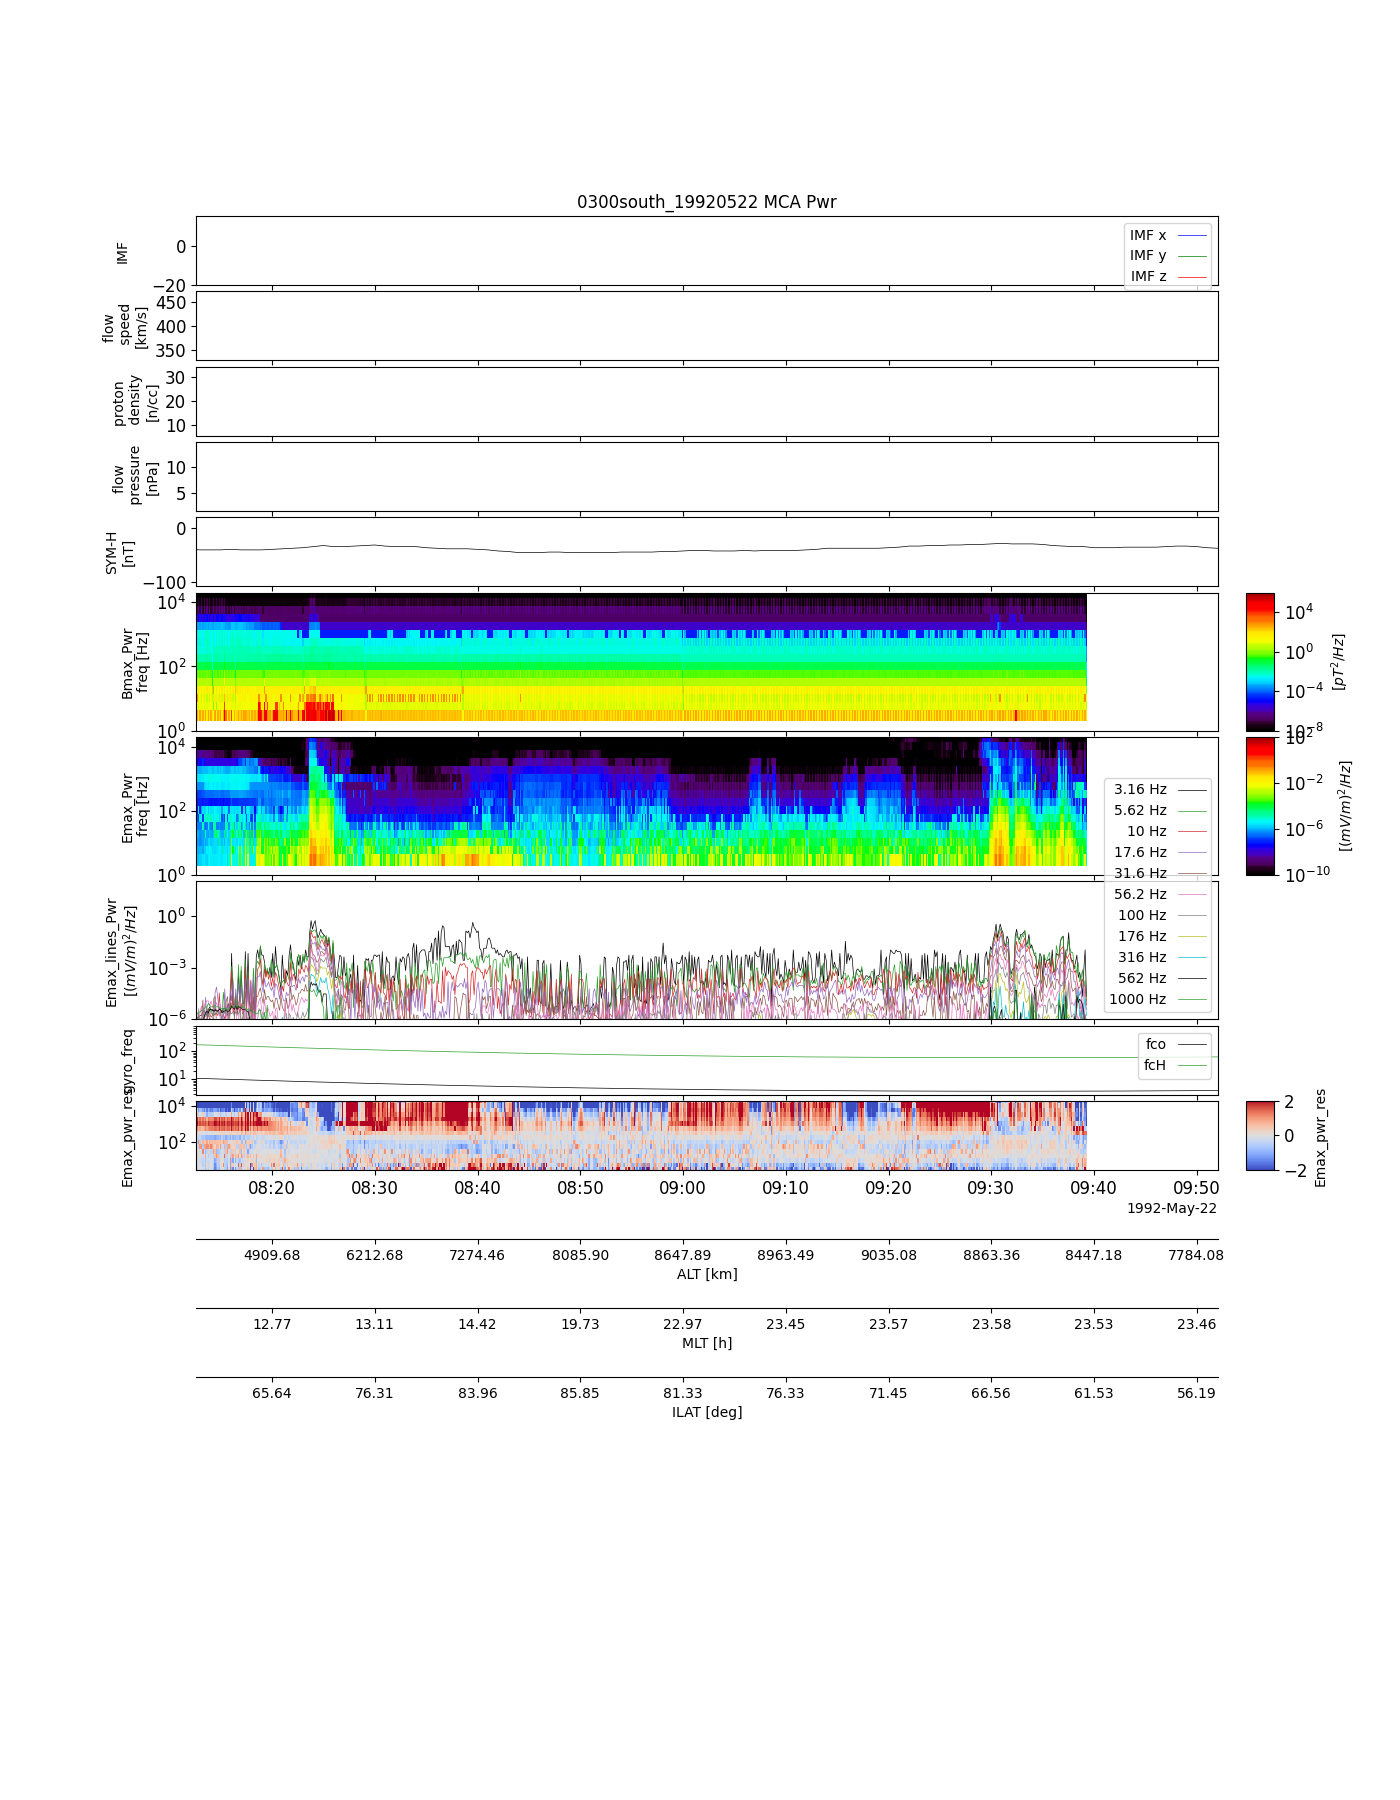 0300south_19920522 MCA Pwr
IMF
0
−20
IMF x
IMF y
IMF z
flow
speed
[km/s]
450
400
350
proton
density
[n/cc]
30
20
10
flow
pressure
[nPa]
10
5
SYM-H
[nT]
0
−100
Bmax_Pwr
freq [Hz]
10^4
10^2
10^0
10^4
10^0
10^−4
10^−8
[pT^2/Hz]
Emax_Pwr
freq [Hz]
10^4
10^2
10^0
10^2
10^−2
10^−6
10^−10
[(mV/m)^2/Hz]
3.16 Hz
5.62 Hz
10 Hz
17.6 Hz
31.6 Hz
56.2 Hz
100 Hz
176 Hz
316 Hz
562 Hz
1000 Hz
Emax_lines_Pwr
[(mV/m)^2/Hz]
10^0
10^−3
10^−6
gyro_freq
10^2
10^1
fco
fcH
Emax_pwr_res
10^4
10^2
2
0
−2
Emax_pwr_res
08:20 08:30 08:40 08:50 09:00 09:10 09:20 09:30 09:40 09:50
1992-May-22
4909.68 6212.68 7274.46 8085.90 8647.89 8963.49 9035.08 8863.36 8447.18 7784.08
ALT [km]
12.77 13.11 14.42 19.73 22.97 23.45 23.57 23.58 23.53 23.46
MLT [h]
65.64 76.31 83.96 85.85 81.33 76.33 71.45 66.56 61.53 56.19
ILAT [deg]